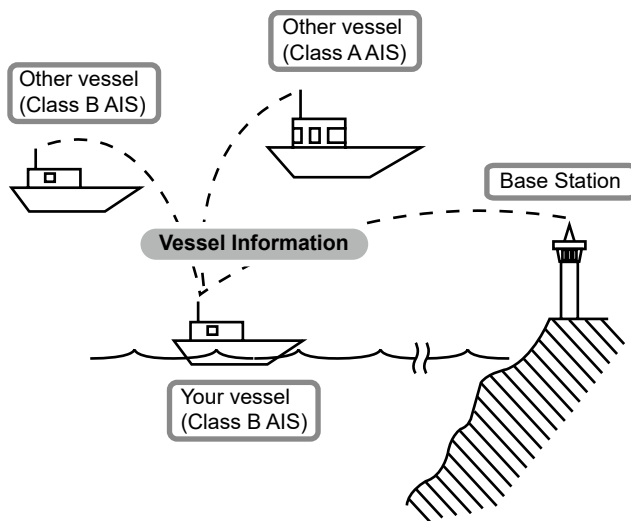 Other vessel
(Class A AIS)
Other vessel
(Class B AIS)
Base Station
Vessel Information
Your vessel
(Class B AIS)